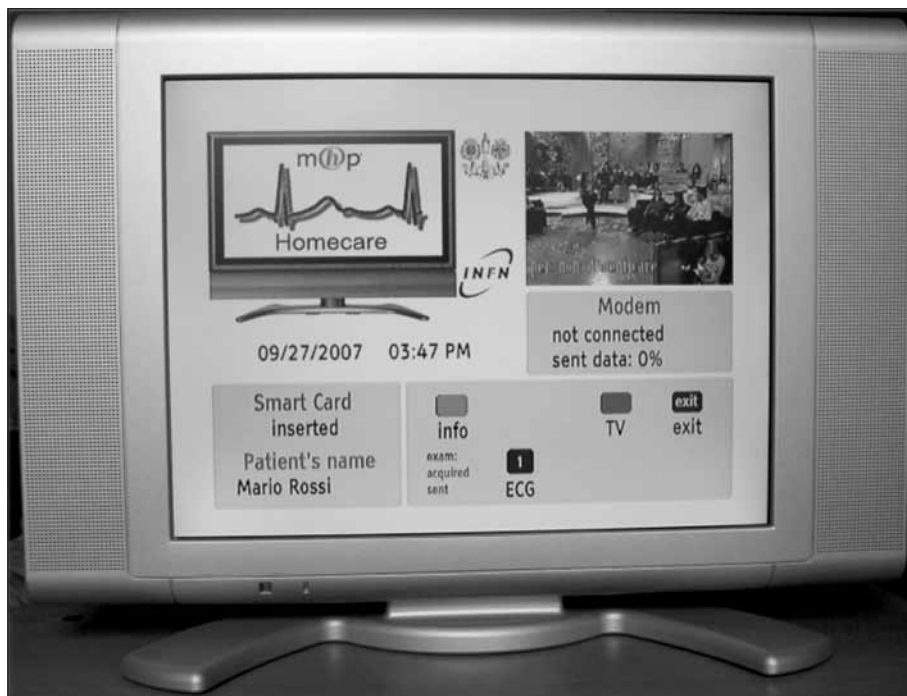 mhp
Homecare
INFN
09/27/2007 03:47 PM
Modem
not connected
sent data: 0%
Smart Card
inserted
Patient's name
Mario Rossi
info
TV
exit
exit
exam:
acquired
sent
1
ECG